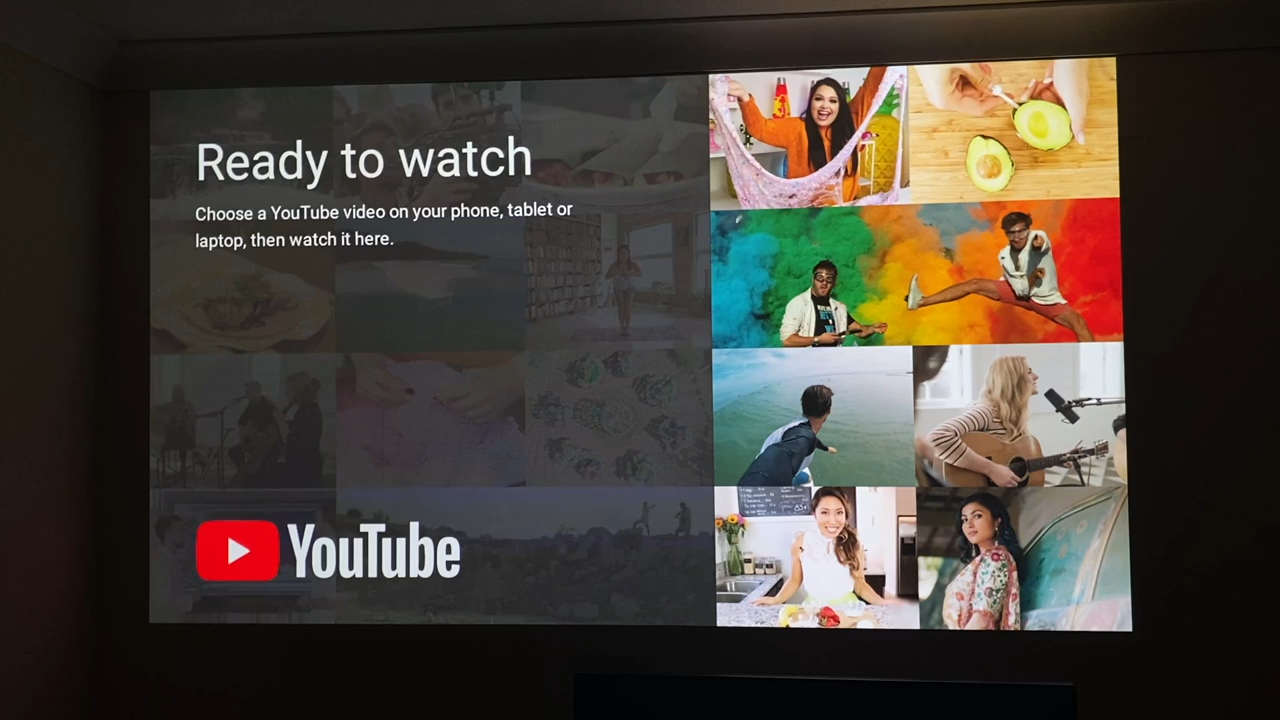 Ready to watch
Choose a YouTube video on your phone, tablet or
laptop, then watch it here.
YouTube